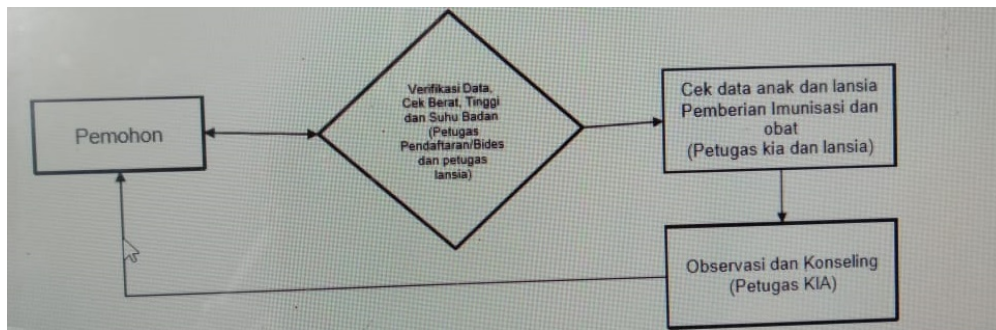 Pemohon
Verifikasi Data,
Cek Berat, Tinggi
dan Suhu Badan
(Petugas
Pendaftaran/Bides
dan petugas
lansia)
Cek data anak dan lansia
Pemberian Imunisasi dan
obat
(Petugas kia dan lansia)
Observasi dan Konseling
(Petugas KIA)